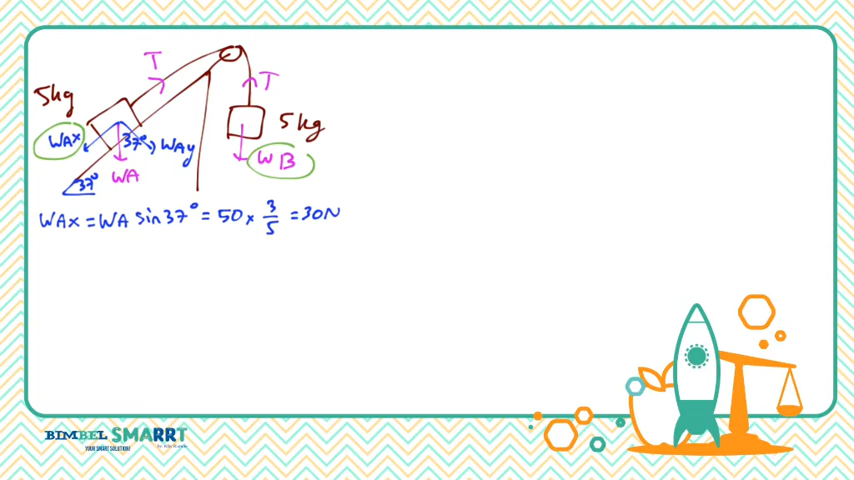 T
T
5kg
5kg
WAX
37°
WAY
WB
WA
37°
WAX = WA sin 37° = 50 × 3/5 = 30N
BIMBEL SMARRT
YOUR SMART SOLUTION!